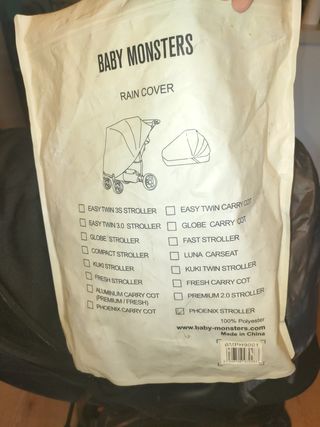 BABY MONSTERS
RAIN COVER
EASY TWIN 3S STROLLER
EASY TWIN 3.0 STROLLER
GLOBE STROLLER
COMPACT STROLLER
KUKI STROLLER
FRESH STROLLER
ALUMINUM CARRY COT
(PREMIUM / FRESH)
PHOENIX CARRY COT
EASY TWIN CARRY COT
GLOBE CARRY COT
FAST STROLLER
LUNA CARSEAT
KUKI TWIN STROLLER
FRESH CARRY COT
PREMIUM 2.0 STROLLER
PHOENIX STROLLER
100% Polyester
www.baby-monsters.com
Made in China
BMPH9001